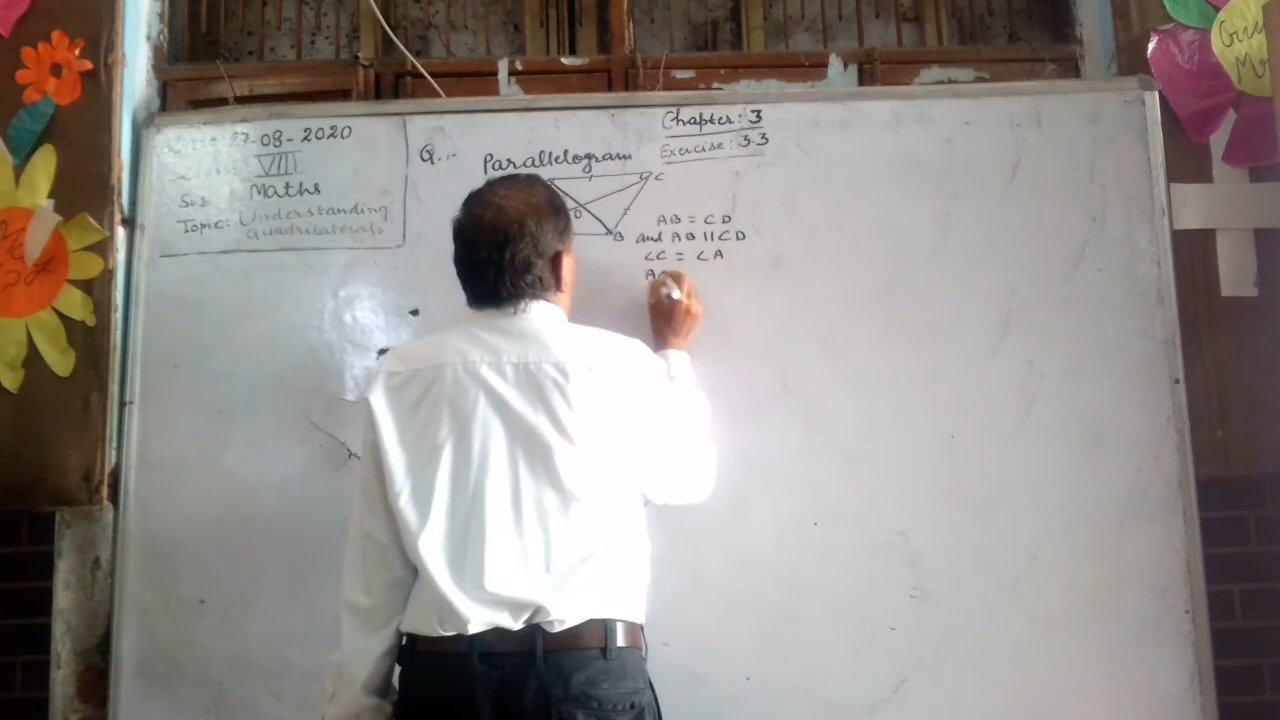 27-08-2020
VIII
Sub Maths
Topic: Understanding
Quadrilaterals
Q.:-
Parallelogram
Chapter: 3
Exercise: 3.3
C
O
B
AB = CD
and AB || CD
∠C = ∠A